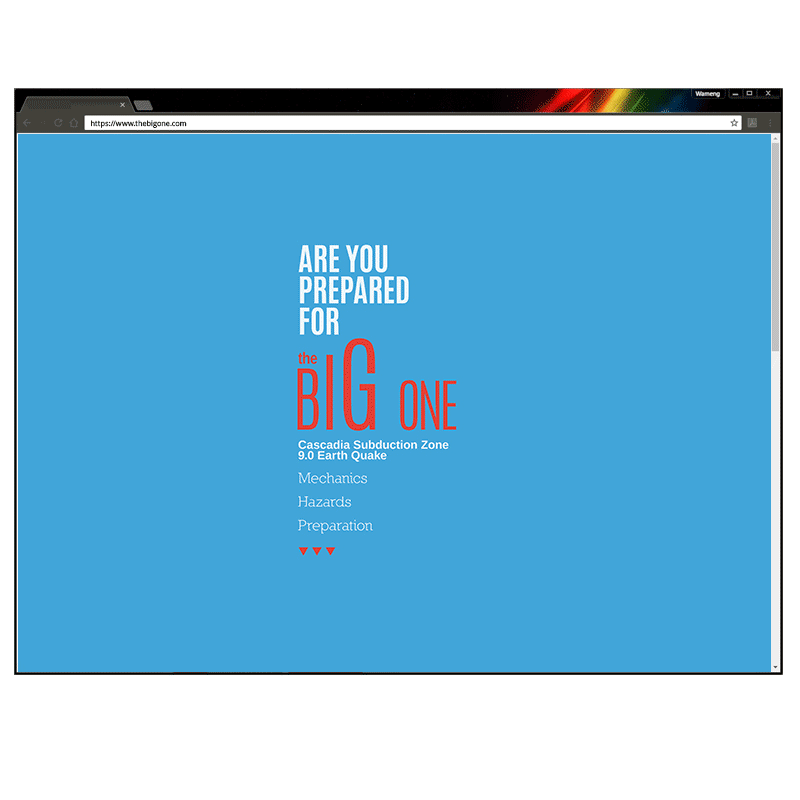 Wameng
https://www.thebigone.com
ARE YOU
PREPARED
FOR
the
BIG ONE
Cascadia Subduction Zone
9.0 Earth Quake
Mechanics
Hazards
Preparation